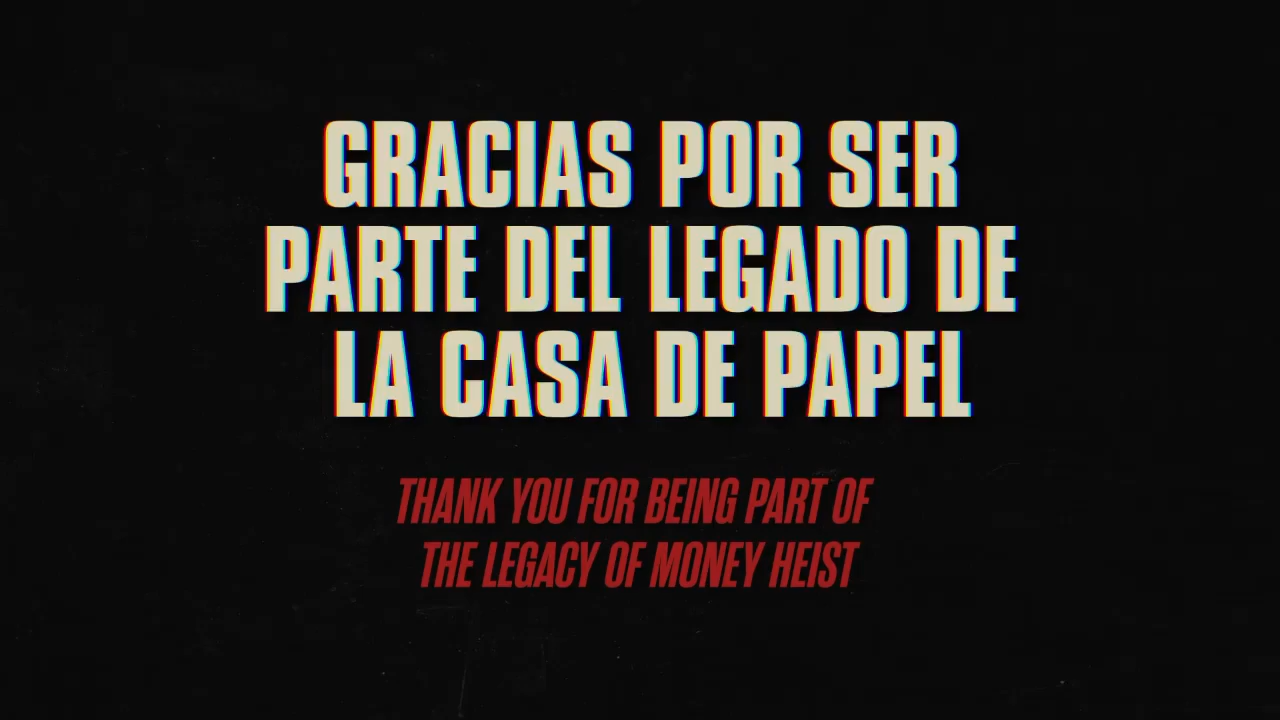 GRACIAS POR SER
PARTE DEL LEGADO DE
LA CASA DE PAPEL
THANK YOU FOR BEING PART OF
THE LEGACY OF MONEY HEIST